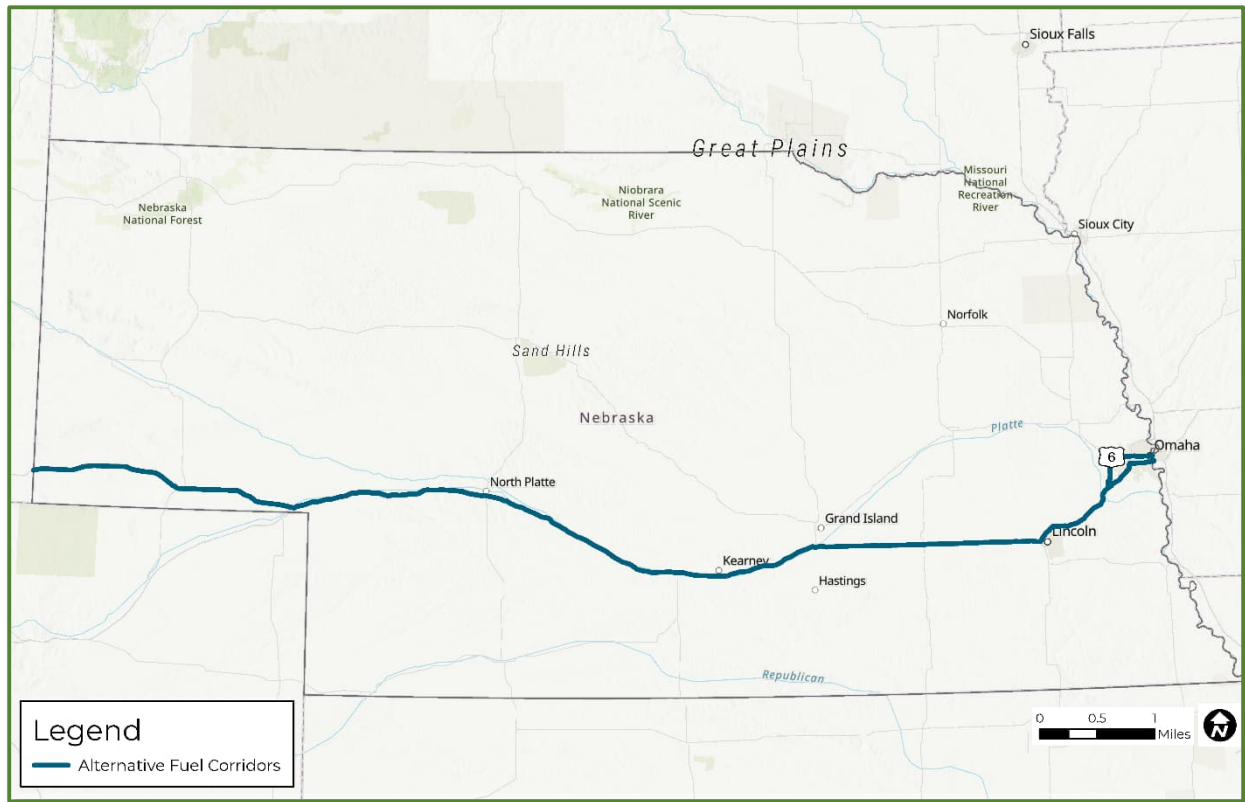 Sioux Falls
Great Plains
Missouri
National
Recreation
River
Niobrara
National Scenic
River
Nebraska
National Forest
Sioux City
Norfolk
Sand Hills
Nebraska
Platte
Omaha
6
North Platte
Grand Island
Lincoln
Kearney
Hastings
Republican
Legend
Alternative Fuel Corridors
0 0.5 1
Miles
N